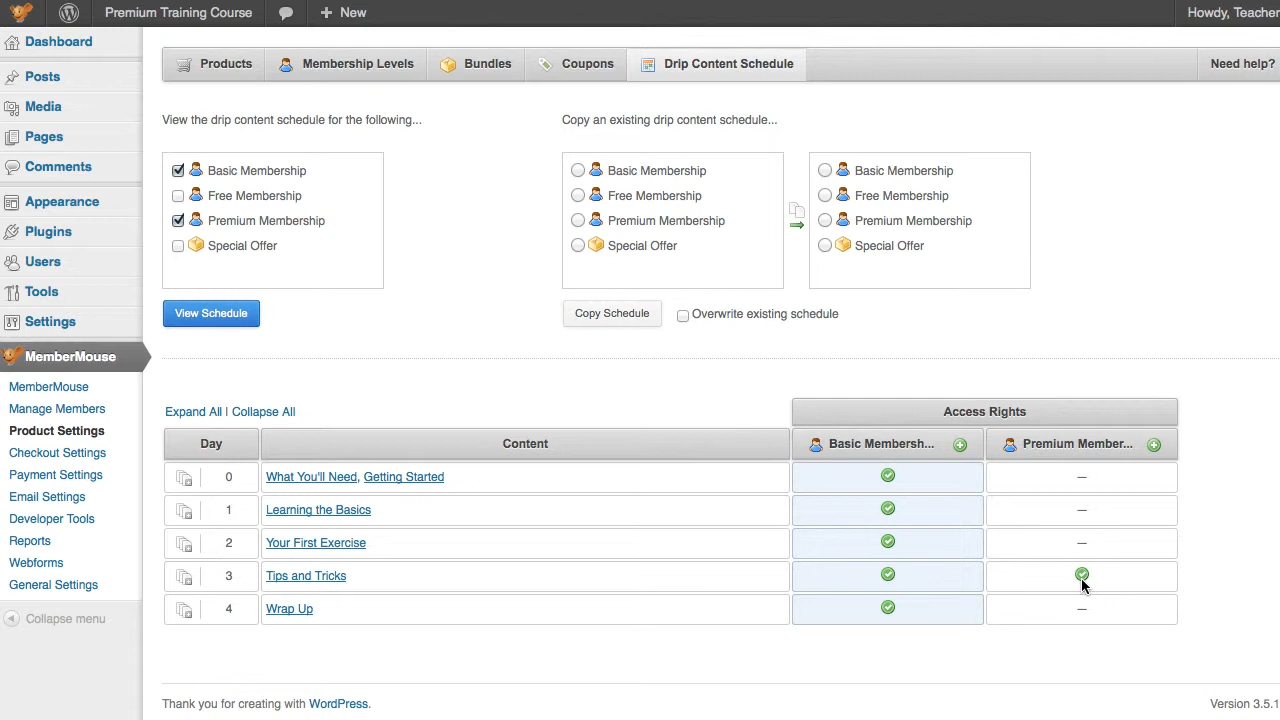 Premium Training Course + New Howdy, Teacher
Dashboard
Posts
Media
Pages
Comments
Appearance
Plugins
Users
Tools
Settings
MemberMouse
MemberMouse
Manage Members
Product Settings
Checkout Settings
Payment Settings
Email Settings
Developer Tools
Reports
Webforms
General Settings
Collapse menu
Products Membership Levels Bundles Coupons Drip Content Schedule Need help?
View the drip content schedule for the following...
Basic Membership
Free Membership
Premium Membership
Special Offer
View Schedule
Copy an existing drip content schedule...
Basic Membership
Free Membership
Premium Membership
Special Offer
Basic Membership
Free Membership
Premium Membership
Special Offer
Copy Schedule Overwrite existing schedule
Expand All | Collapse All Access Rights
Day Content Basic Membersh... Premium Member...
0 What You'll Need, Getting Started —
1 Learning the Basics —
2 Your First Exercise —
3 Tips and Tricks
4 Wrap Up —
Thank you for creating with WordPress. Version 3.5.1